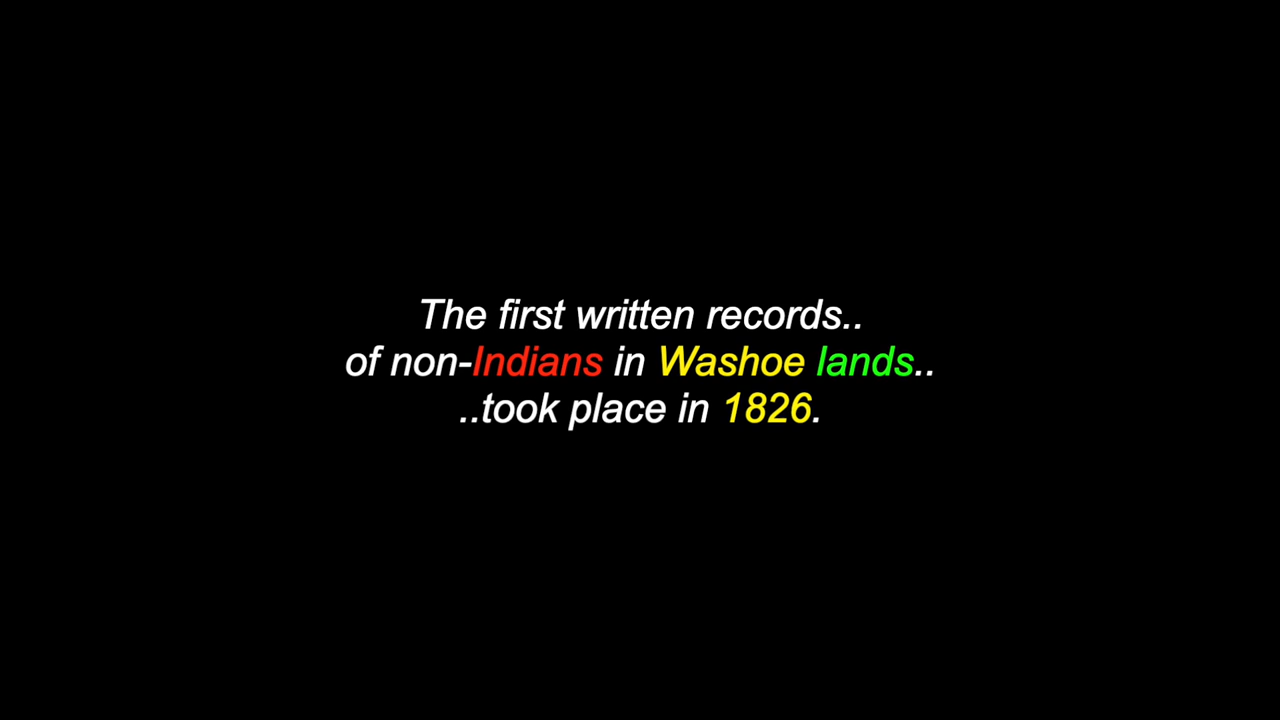 The first written records..
of non-Indians in Washoe lands..
..took place in 1826.